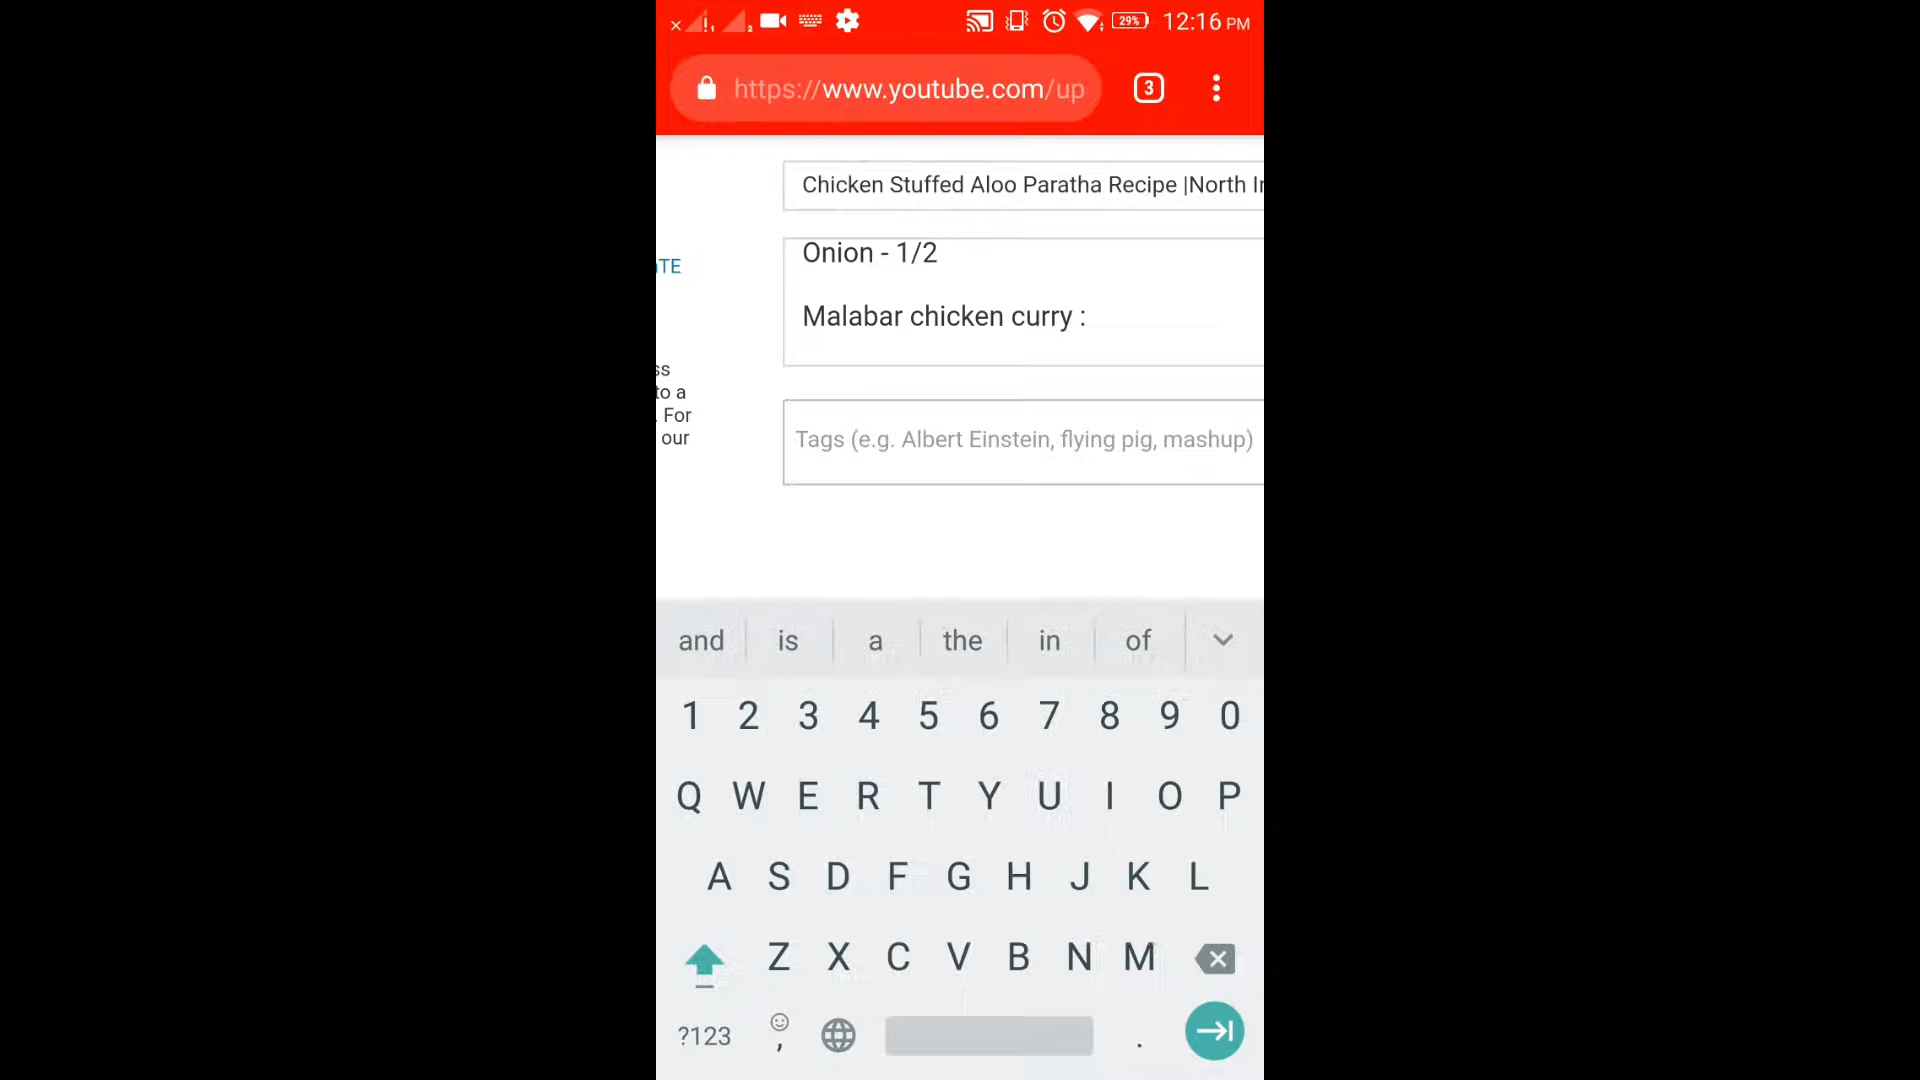 29% 12:16 PM
https://www.youtube.com/up 3
Chicken Stuffed Aloo Paratha Recipe |North
TE
Onion - 1/2
Malabar chicken curry :
ss
to a
. For
our
Tags (e.g. Albert Einstein, flying pig, mashup)
and is a the in of
1 2 3 4 5 6 7 8 9 0
Q W E R T Y U I O P
A S D F G H J K L
Z X C V B N M
?123 , .